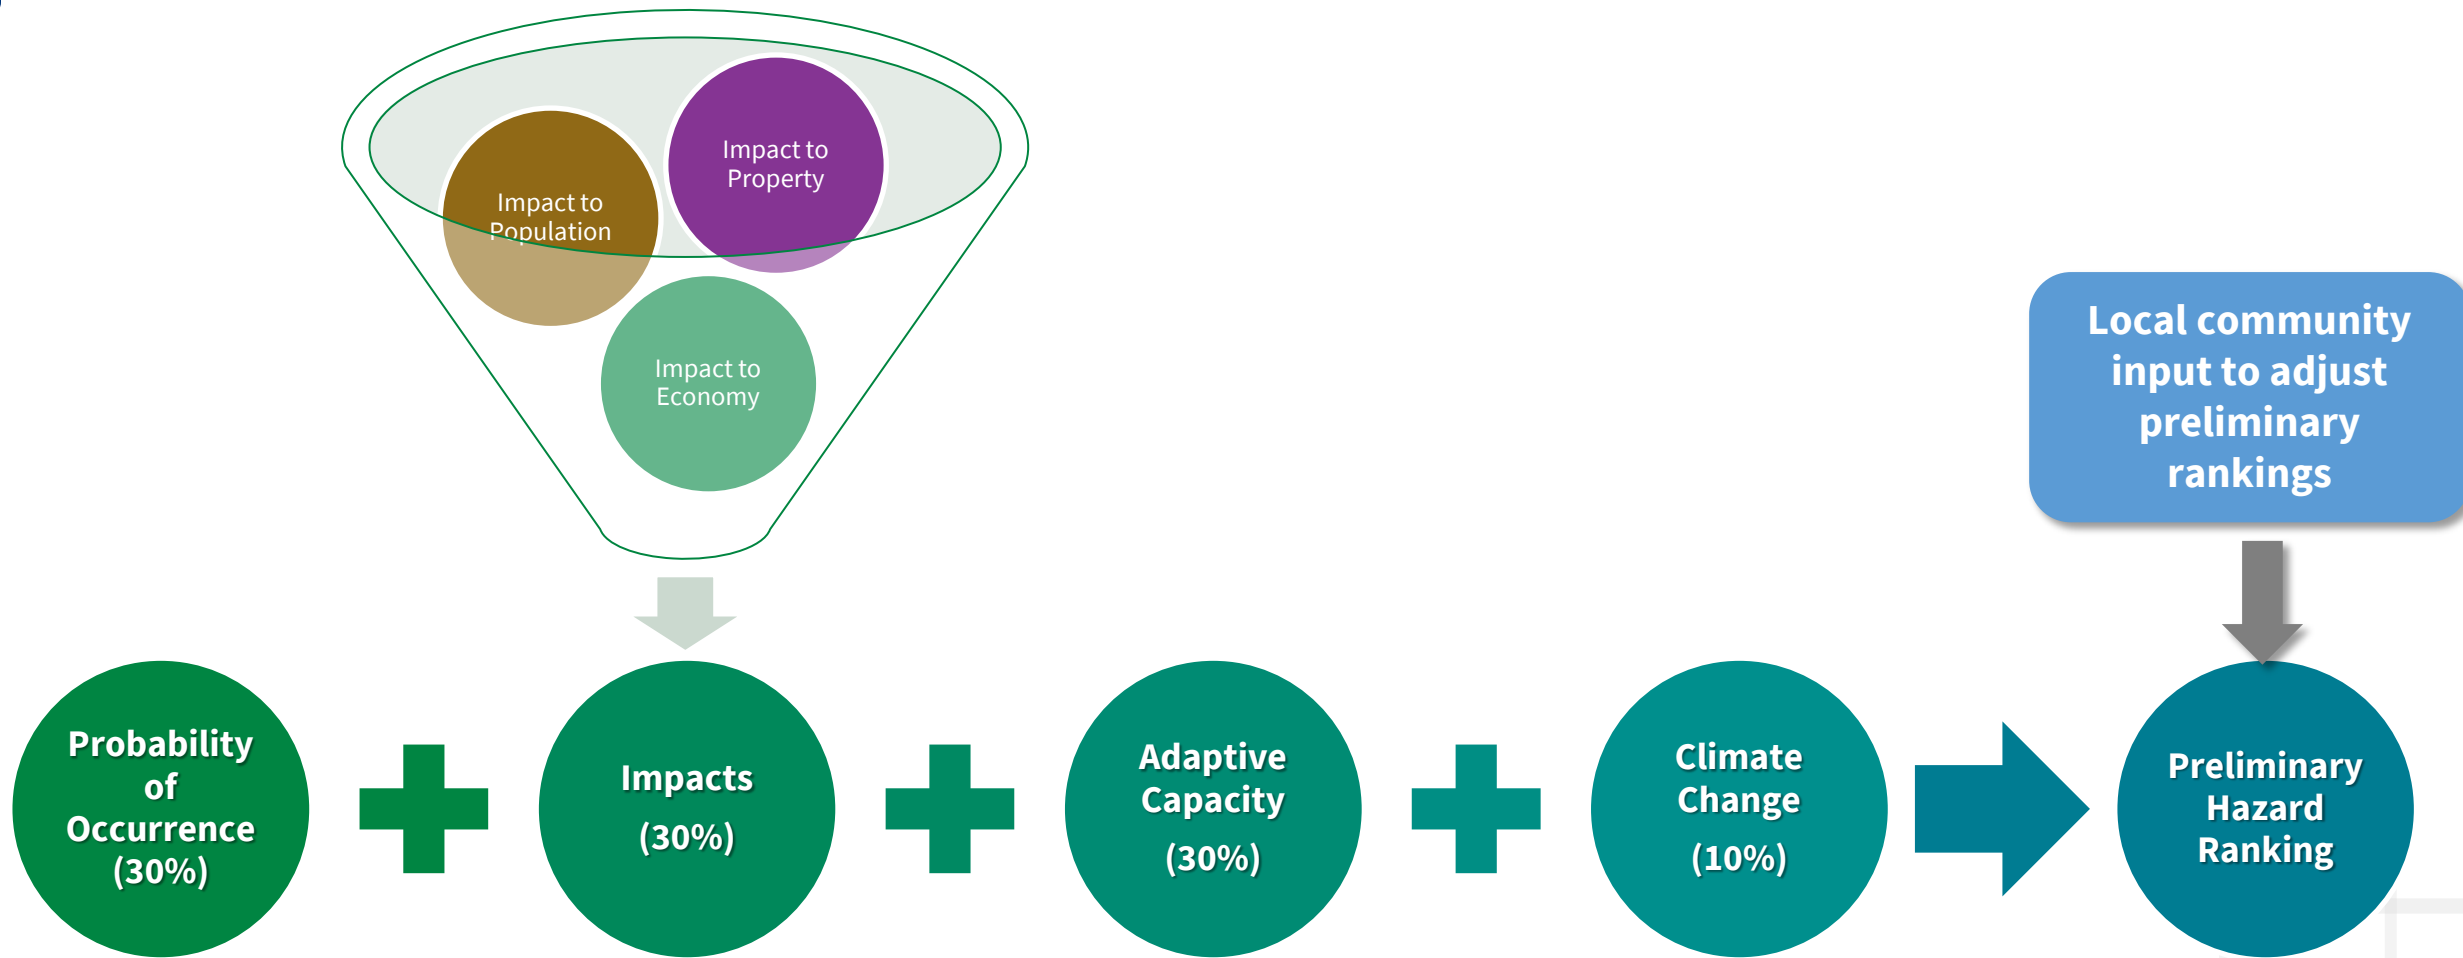 Impact to
Property
Impact to
Population
Impact to
Economy
Local community
input to adjust
preliminary
rankings
Probability
of
Occurrence
(30%)
Impacts
(30%)
Adaptive
Capacity
(30%)
Climate
Change
(10%)
Preliminary
Hazard
Ranking